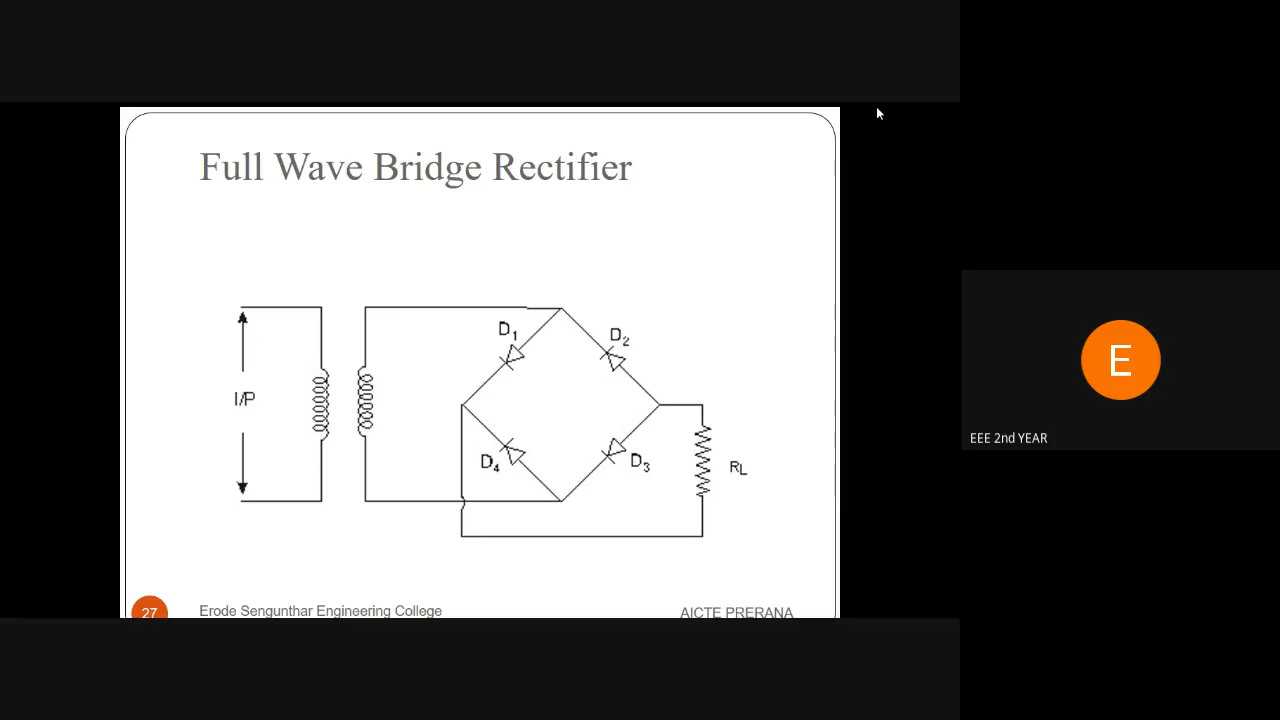 Full Wave Bridge Rectifier
D1
D2
I/P
E
EEE 2nd YEAR
D4
D3
RL
27
Erode Sengunthar Engineering College
AICTE PRERANA